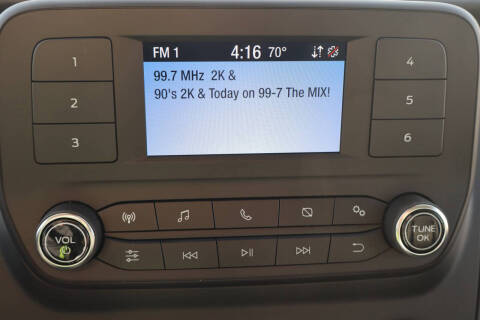 FM 1 4:16 70°
99.7 MHz 2K &
90's 2K & Today on 99-7 The MIX!
1
2
3
4
5
6
VOL
TUNE
OK